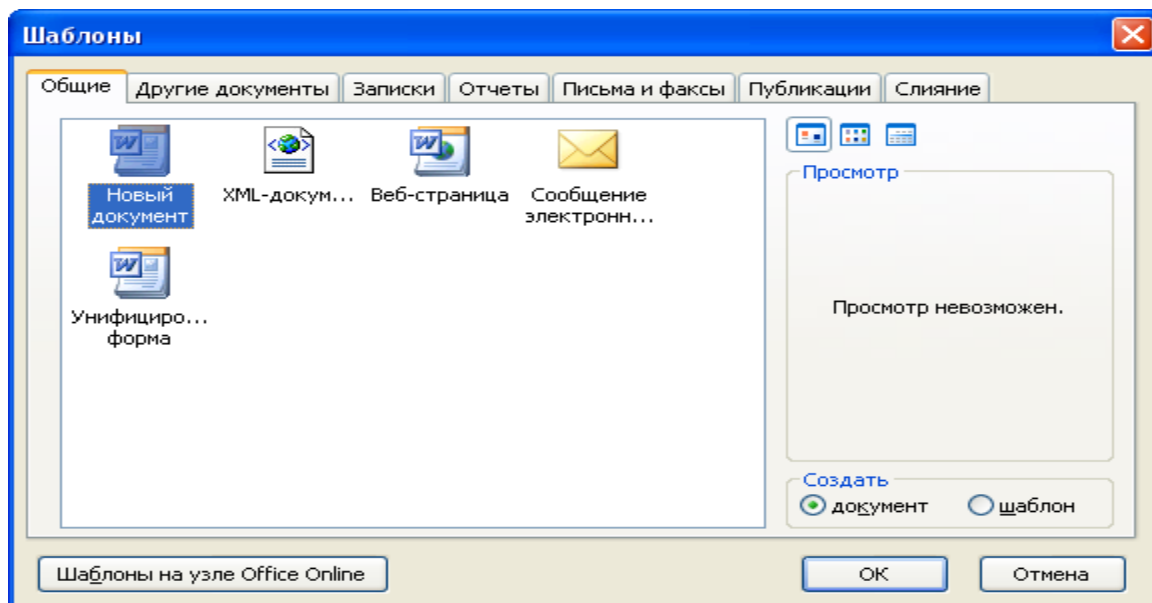 Шаблоны
Общие Другие документы Записки Отчеты Письма и факсы Публикации Слияние
Новый документ
XML-докум...
Веб-страница
Сообщение электронн...
Унифициро... форма
Просмотр
Просмотр невозможен.
Создать
документ шаблон
Шаблоны на узле Office Online ОК Отмена